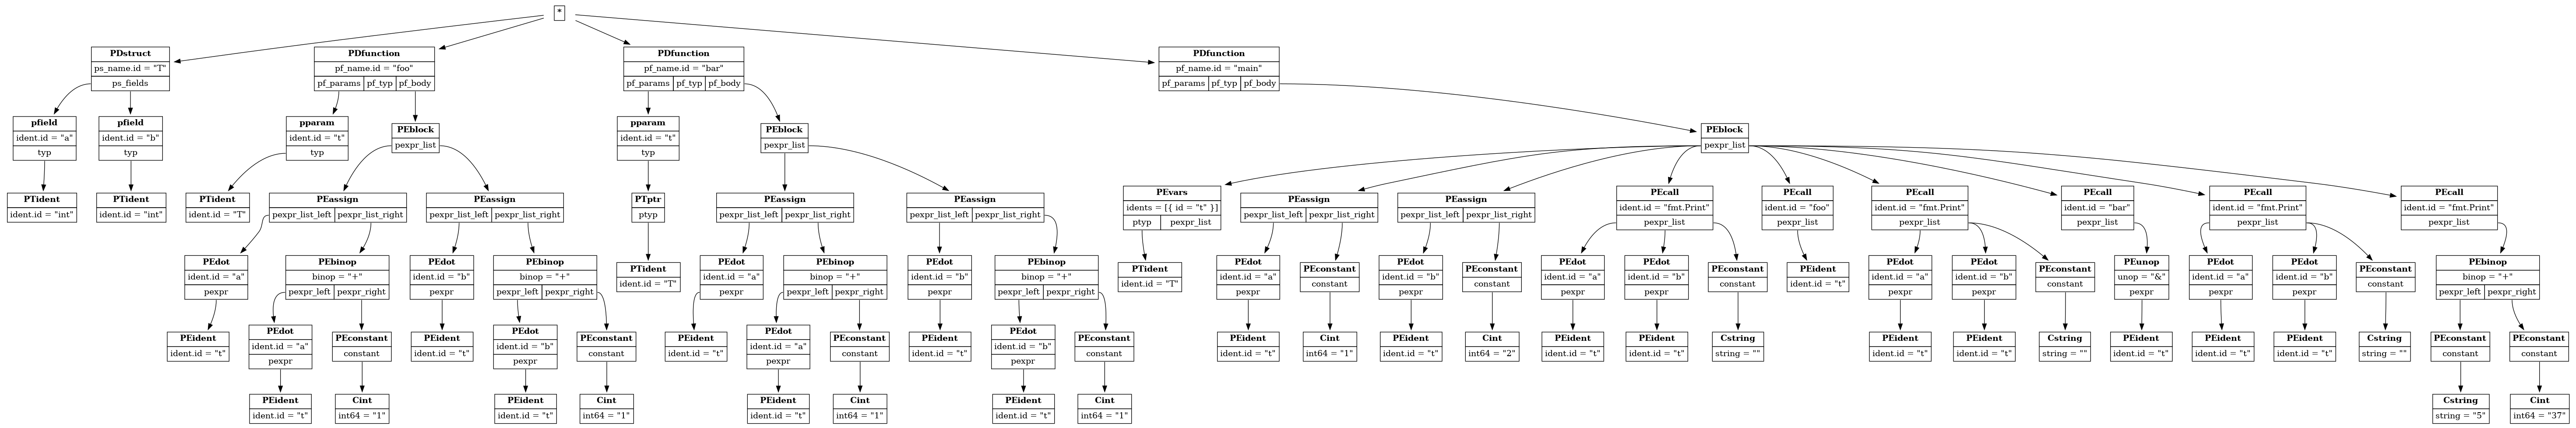 *
PDstruct
ps_name.id = "T"
ps_fields
PDfunction
pf_name.id = "foo"
pf_params pf_typ pf_body
PDfunction
pf_name.id = "bar"
pf_params pf_typ pf_body
PDfunction
pf_name.id = "main"
pf_params pf_typ pf_body
pfield
ident.id = "a"
typ
pfield
ident.id = "b"
typ
pparam
ident.id = "t"
typ
PEblock
pexpr_list
pparam
ident.id = "t"
typ
PEblock
pexpr_list
PEblock
pexpr_list
PTident
ident.id = "int"
PTident
ident.id = "int"
PTident
ident.id = "T"
PEassign
pexpr_list_left pexpr_list_right
PEassign
pexpr_list_left pexpr_list_right
PTptr
ptyp
PEassign
pexpr_list_left pexpr_list_right
PEassign
pexpr_list_left pexpr_list_right
PEvars
idents = [{ id = "t" }]
ptyp pexpr_list
PEassign
pexpr_list_left pexpr_list_right
PEassign
pexpr_list_left pexpr_list_right
PEcall
ident.id = "fmt.Print"
pexpr_list
PEcall
ident.id = "foo"
pexpr_list
PEcall
ident.id = "fmt.Print"
pexpr_list
PEcall
ident.id = "bar"
pexpr_list
PEcall
ident.id = "fmt.Print"
pexpr_list
PEcall
ident.id = "fmt.Print"
pexpr_list
PEdot
ident.id = "a"
pexpr
PEbinop
binop = "+"
pexpr_left pexpr_right
PEdot
ident.id = "b"
pexpr
PEbinop
binop = "+"
pexpr_left pexpr_right
PTident
ident.id = "T"
PEdot
ident.id = "a"
pexpr
PEbinop
binop = "+"
pexpr_left pexpr_right
PEdot
ident.id = "b"
pexpr
PEbinop
binop = "+"
pexpr_left pexpr_right
PTident
ident.id = "T"
PEdot
ident.id = "a"
pexpr
PEconstant
constant
PEdot
ident.id = "b"
pexpr
PEconstant
constant
PEdot
ident.id = "a"
pexpr
PEdot
ident.id = "b"
pexpr
PEconstant
constant
PEident
ident.id = "t"
PEdot
ident.id = "a"
pexpr
PEdot
ident.id = "b"
pexpr
PEconstant
constant
PEunop
unop = "&"
pexpr
PEdot
ident.id = "a"
pexpr
PEdot
ident.id = "b"
pexpr
PEconstant
constant
PEbinop
binop = "+"
pexpr_left pexpr_right
PEident
ident.id = "t"
PEdot
ident.id = "a"
pexpr
PEconstant
constant
PEident
ident.id = "t"
PEdot
ident.id = "b"
pexpr
PEconstant
constant
PEident
ident.id = "t"
PEdot
ident.id = "a"
pexpr
PEconstant
constant
PEident
ident.id = "t"
PEdot
ident.id = "b"
pexpr
PEconstant
constant
PEident
ident.id = "t"
Cint
int64 = "1"
PEident
ident.id = "t"
Cint
int64 = "2"
PEident
ident.id = "t"
PEident
ident.id = "t"
Cstring
string = ""
PEident
ident.id = "t"
PEident
ident.id = "t"
Cstring
string = ""
PEident
ident.id = "t"
PEident
ident.id = "t"
PEident
ident.id = "t"
Cstring
string = ""
PEconstant
constant
PEconstant
constant
PEident
ident.id = "t"
Cint
int64 = "1"
PEident
ident.id = "t"
Cint
int64 = "1"
PEident
ident.id = "t"
Cint
int64 = "1"
PEident
ident.id = "t"
Cint
int64 = "1"
Cstring
string = "5"
Cint
int64 = "37"